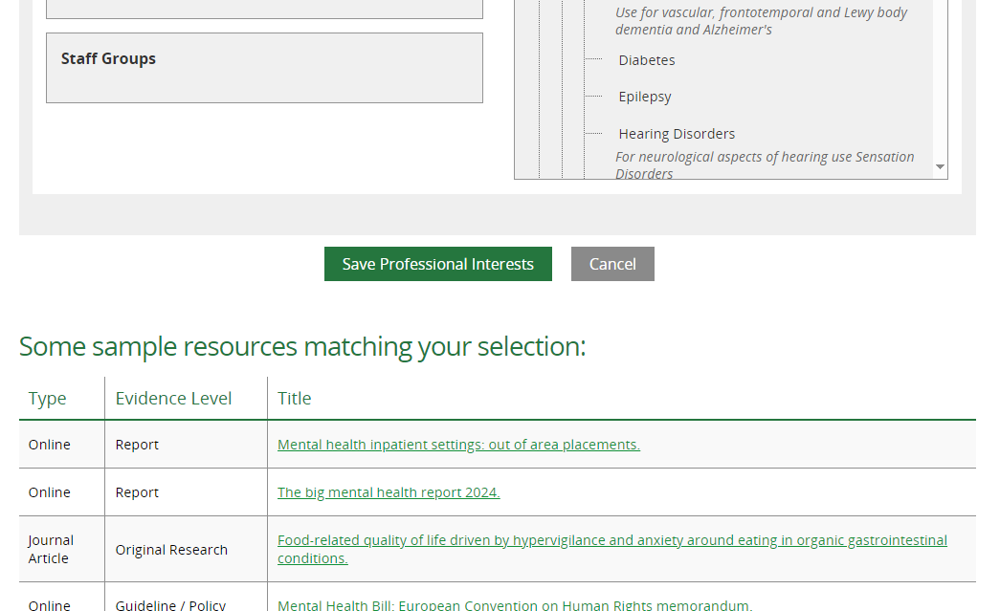 Use for vascular, frontotemporal and Lewy body
dementia and Alzheimer's
Staff Groups
Diabetes
Epilepsy
Hearing Disorders
For neurological aspects of hearing use Sensation
Disorders
Save Professional Interests
Cancel
Some sample resources matching your selection:
Type Evidence Level Title
Online Report Mental health inpatient settings: out of area placements.
Online Report The big mental health report 2024.
Journal
Article
Original Research
Food-related quality of life driven by hypervigilance and anxiety around eating in organic gastrointestinal
conditions.
Online Guideline / Policy Mental Health Bill: European Convention on Human Rights memorandum.